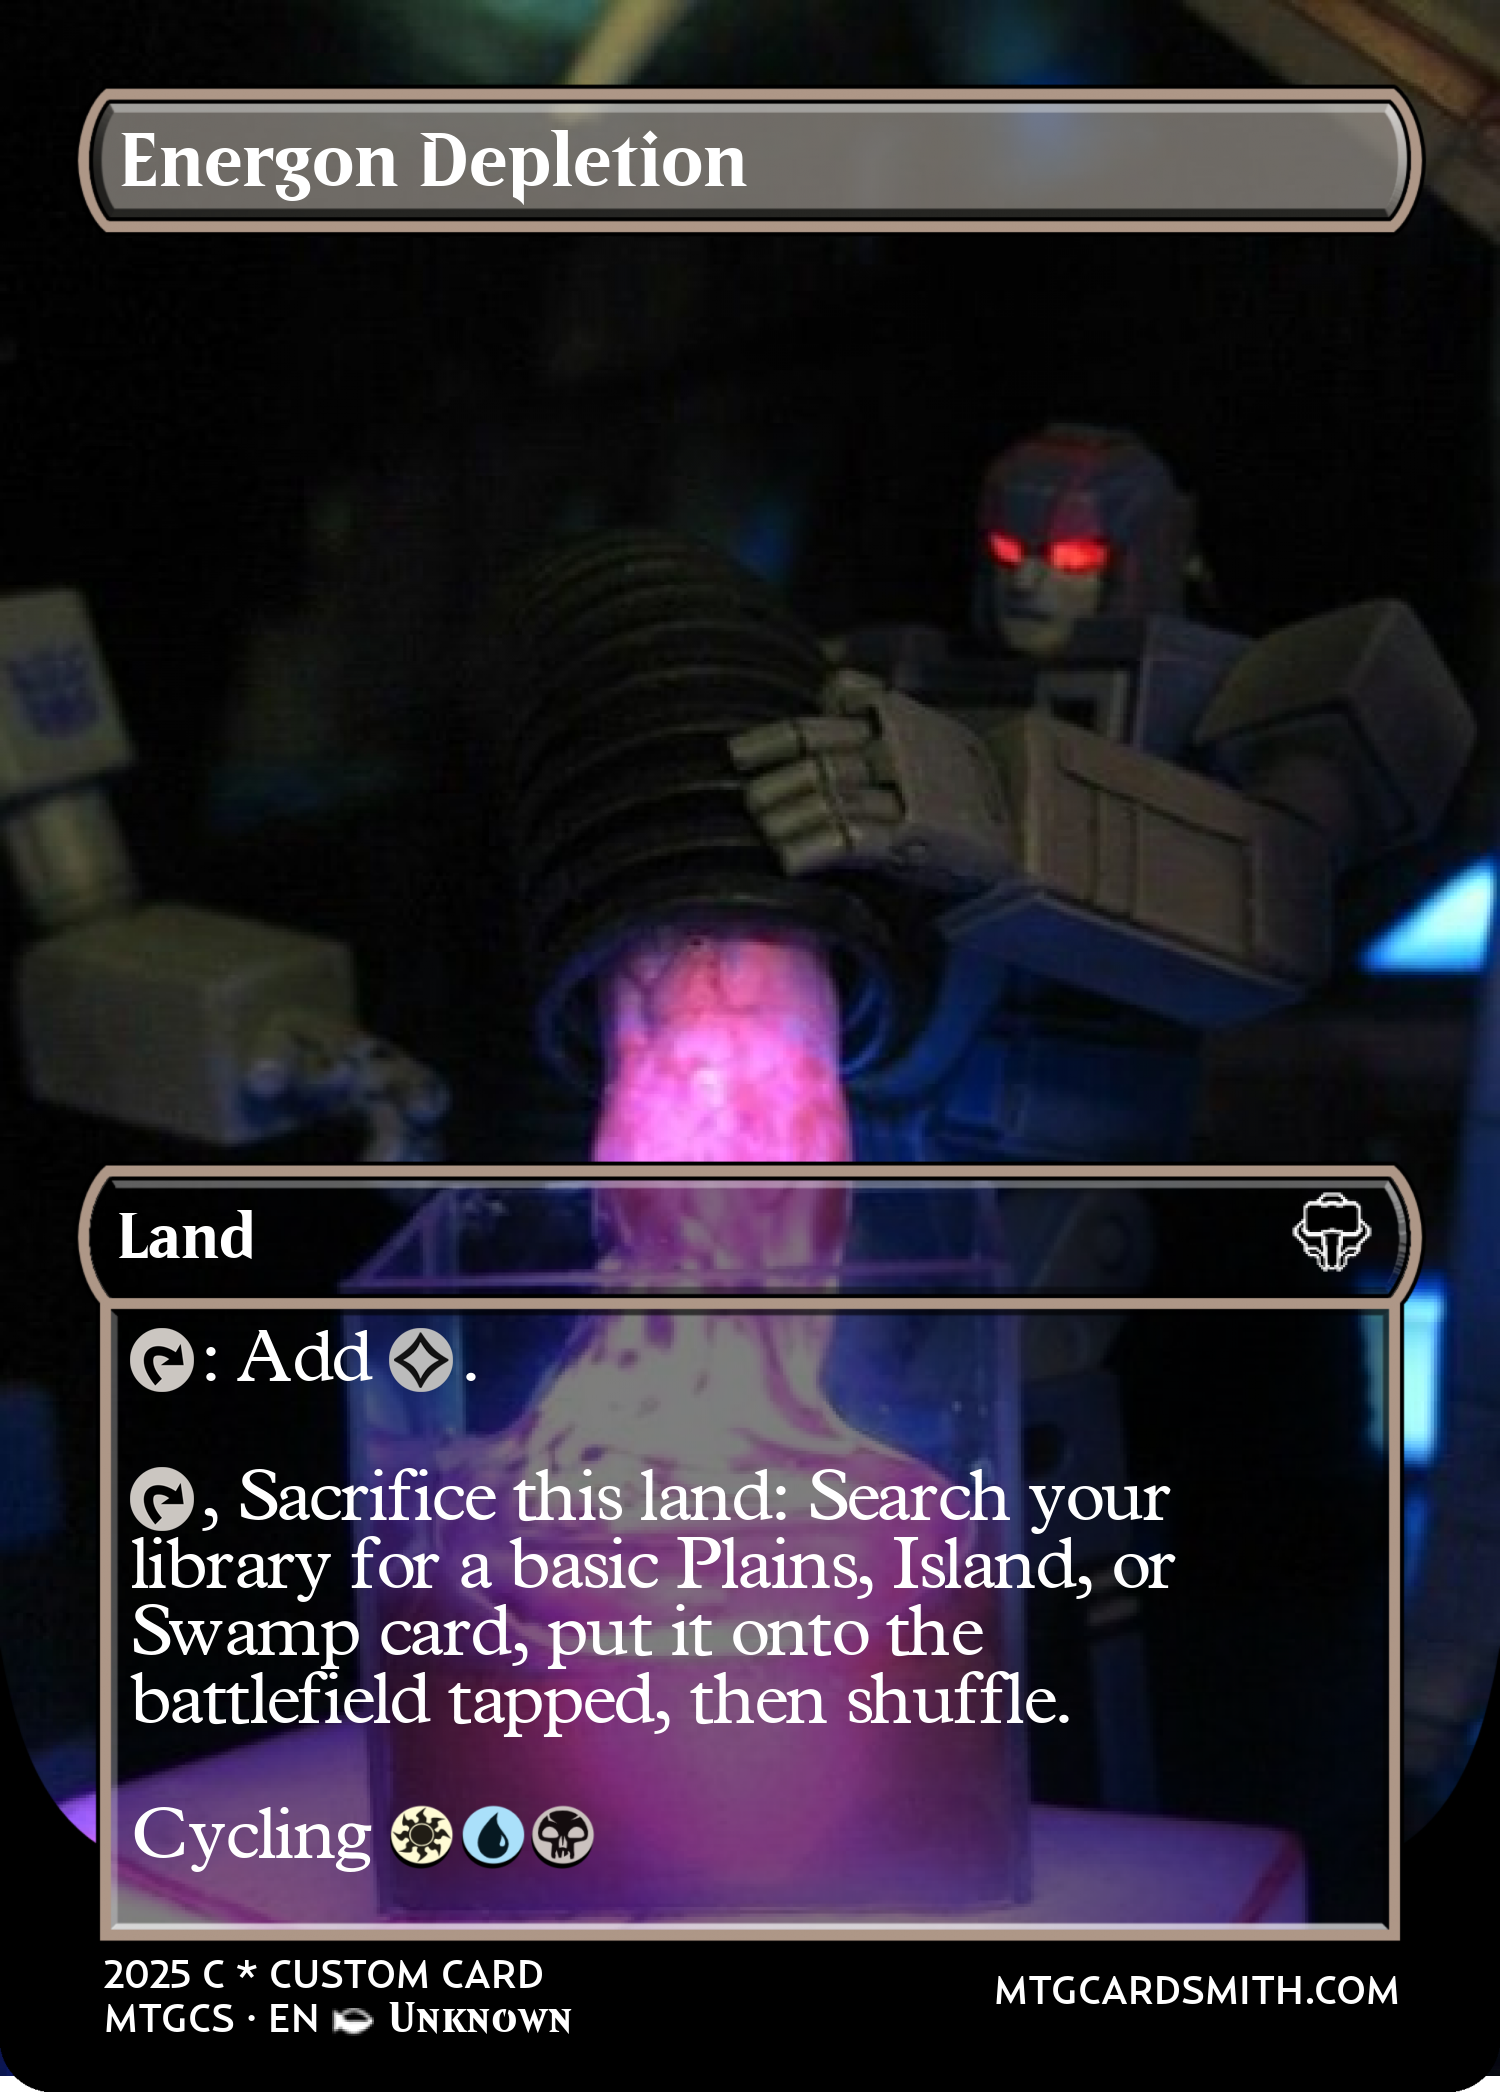 Energon Depletion
Land
: Add .
, Sacrifice this land: Search your
library for a basic Plains, Island, or
Swamp card, put it onto the
battlefield tapped, then shuffle.
Cycling
2025 C * CUSTOM CARD
MTGCS · EN UNKNOWN
MTGCARDSMITH.COM